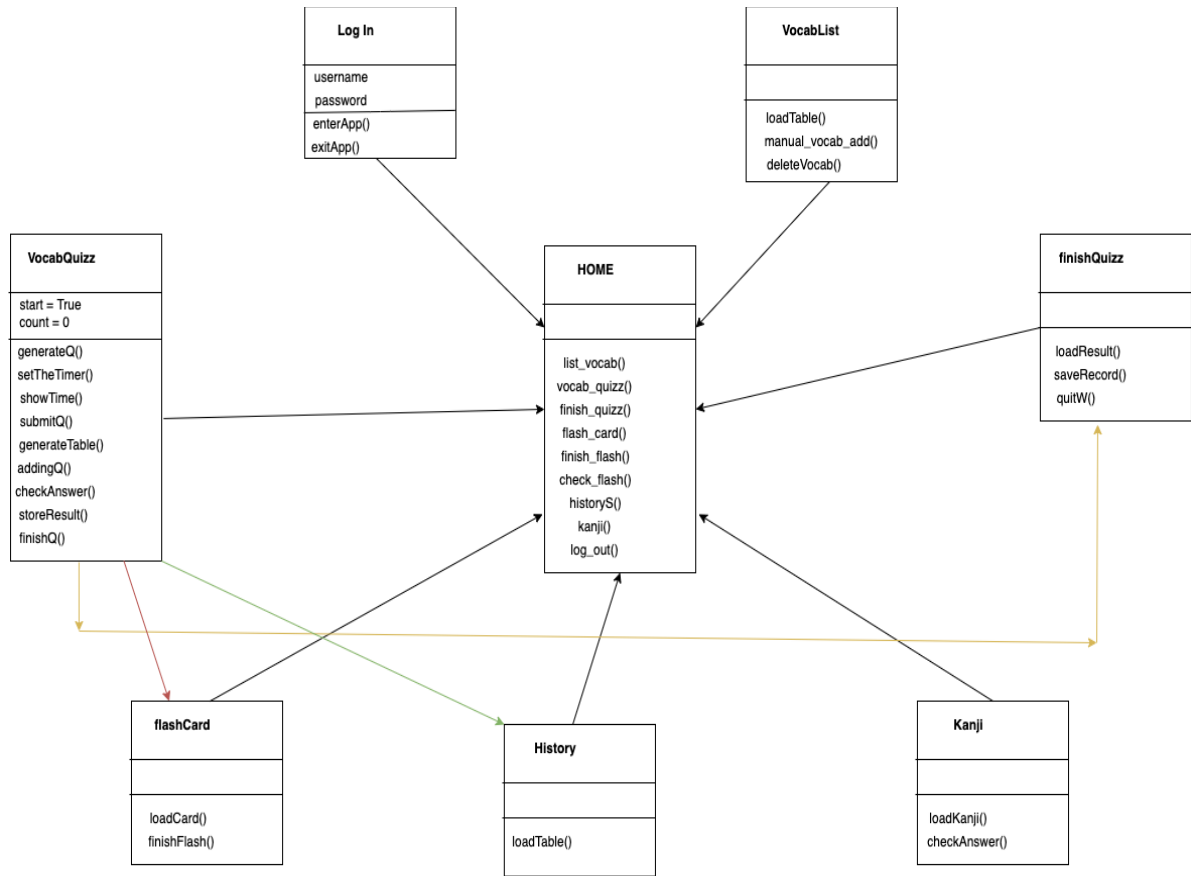 Log In
username
password
enterApp()
exitApp()
VocabList
loadTable()
manual_vocab_add()
deleteVocab()
VocabQuizz
start = True
count = 0
generateQ()
setTheTimer()
showTime()
submitQ()
generateTable()
addingQ()
checkAnswer()
storeResult()
finishQ()
HOME
list_vocab()
vocab_quizz()
finish_quizz()
flash_card()
finish_flash()
check_flash()
historyS()
kanji()
log_out()
finishQuizz
loadResult()
saveRecord()
quitW()
flashCard
loadCard()
finishFlash()
History
loadTable()
Kanji
loadKanji()
checkAnswer()